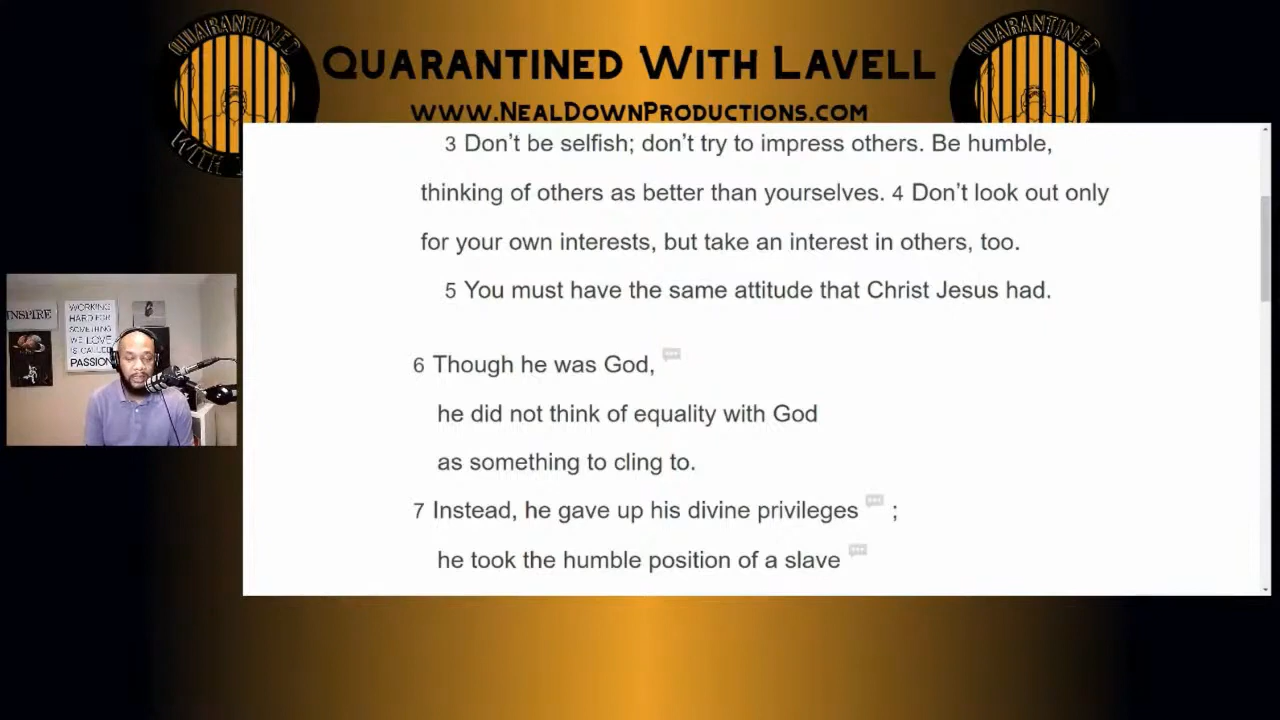 QUARANTINED
WITH
QUARANTINED WITH LAVELL
WWW.NEALDOWNPRODUCTIONS.COM
QUARANTINED
3 Don't be selfish; don't try to impress others. Be humble,
thinking of others as better than yourselves. 4 Don't look out only
for your own interests, but take an interest in others, too.
5 You must have the same attitude that Christ Jesus had.
6 Though he was God,
he did not think of equality with God
as something to cling to.
7 Instead, he gave up his divine privileges ;
he took the humble position of a slave
INSPIRE
WORKING
HARD FOR
SOMETHING
WE LOVE
IS CALLED
PASSION